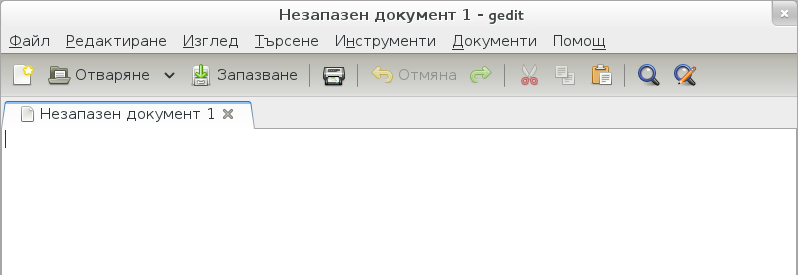 Незапазен документ 1 - gedit
Файл Редактиране Изглед Търсене Инструменти Документи Помощ
Отваряне Запазване Отмяна
Незапазен документ 1